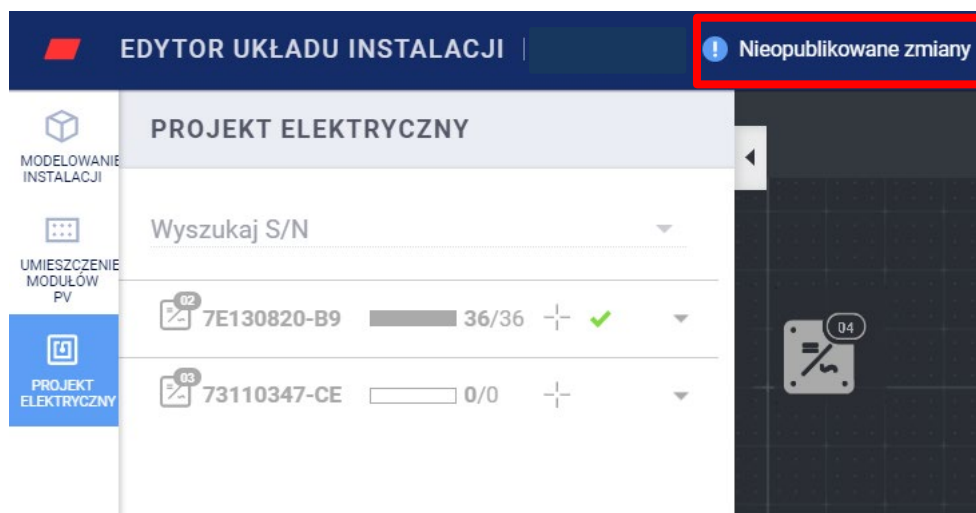 EDYTOR UKŁADU INSTALACJI |
Nieopublikowane zmiany
MODELOWANIE
INSTALACJI
UMIESZCZENIE
MODUŁÓW
PV
PROJEKT
ELEKTRYCZNY
PROJEKT ELEKTRYCZNY
Wyszukaj S/N
02 7E130820-B9 36/36
03 73110347-CE 0/0
04